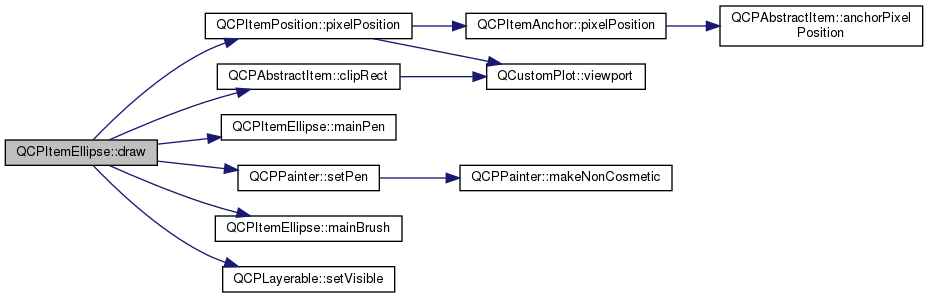 QCPItemPosition::pixelPosition
QCPItemAnchor::pixelPosition
QCPAbstractItem::anchorPixel
Position
QCPAbstractItem::clipRect
QCustomPlot::viewport
QCPItemEllipse::mainPen
QCPItemEllipse::draw
QCPPainter::setPen
QCPPainter::makeNonCosmetic
QCPItemEllipse::mainBrush
QCPLayerable::setVisible